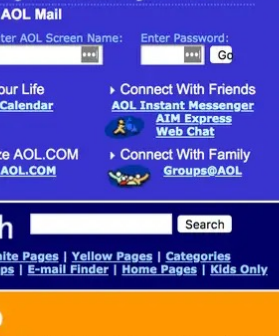 AOL Mail
ter AOL Screen Name: Enter Password:
Go
our Life
Calendar
Connect With Friends
AOL Instant Messenger
AIM Express
Web Chat
ze AOL.COM
AOL.COM
Connect With Family
Groups@AOL
h Search
ite Pages | Yellow Pages | Categories
ps | E-mail Finder | Home Pages | Kids Only